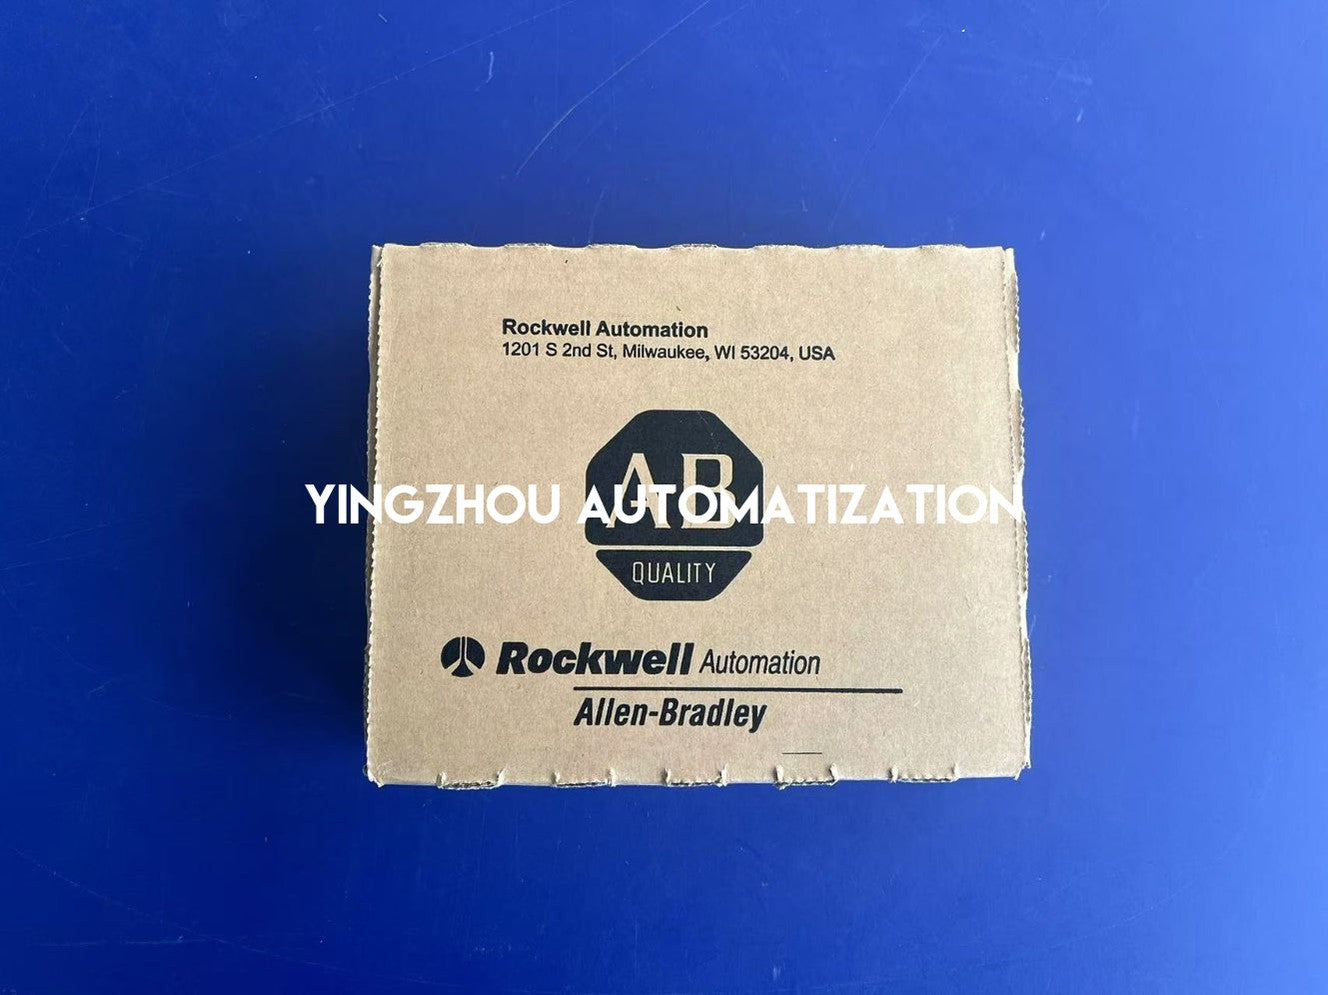 Rockwell Automation
1201 S 2nd St, Milwaukee, WI 53204, USA
AB
YINGZHOU AUTOMATIZATION
QUALITY
Rockwell Automation
Allen-Bradley